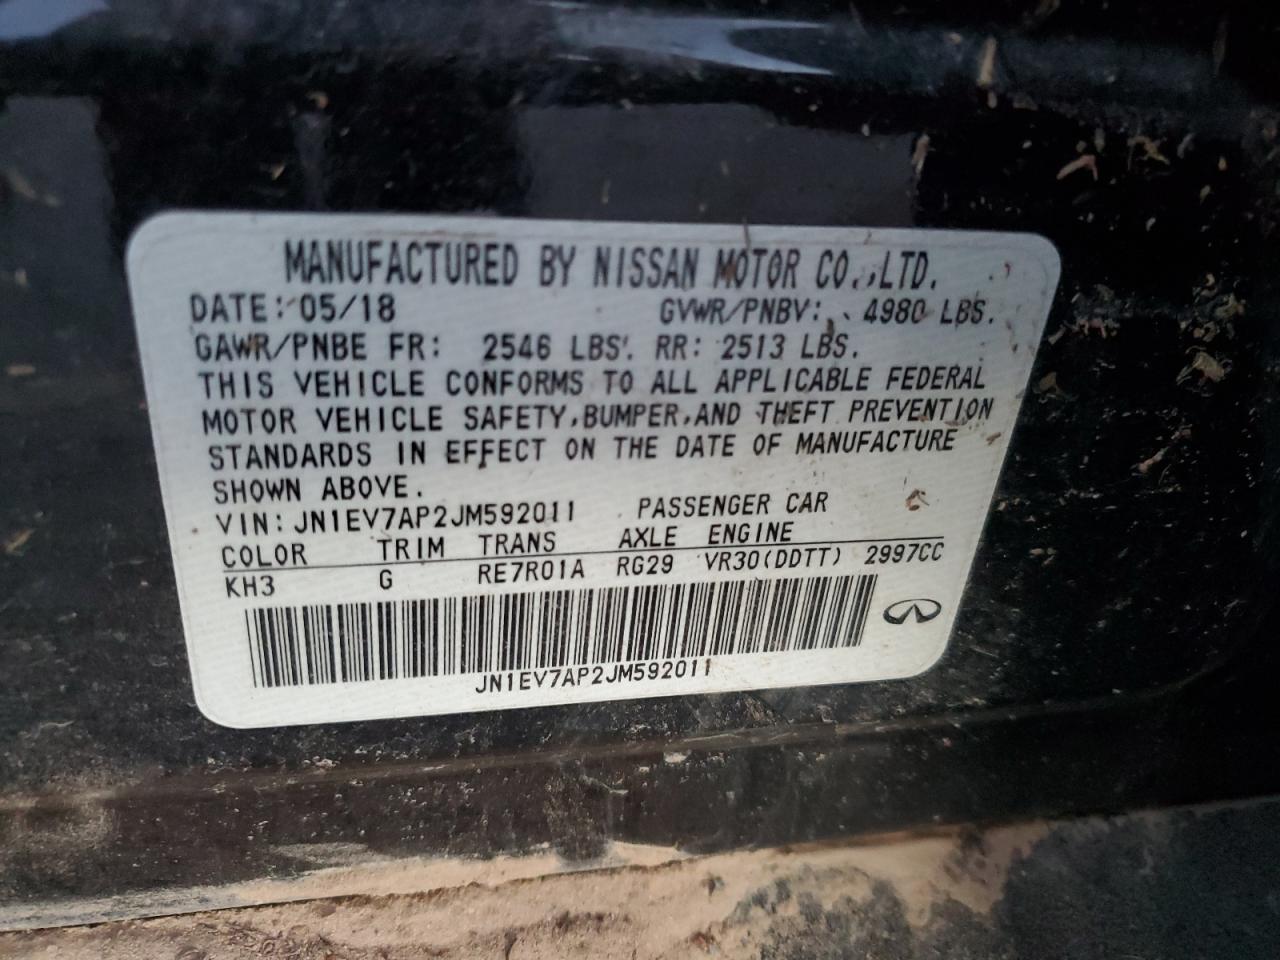 MANUFACTURED BY NISSAN MOTOR CO.,LTD.
DATE: 05/18 GVWR/PNBV: 4980 LBS.
GAWR/PNBE FR: 2546 LBS. RR: 2513 LBS.
THIS VEHICLE CONFORMS TO ALL APPLICABLE FEDERAL
MOTOR VEHICLE SAFETY,BUMPER,AND THEFT PREVENTION
STANDARDS IN EFFECT ON THE DATE OF MANUFACTURE
SHOWN ABOVE.
VIN:JN1EV7AP2JM592011 PASSENGER CAR
COLOR TRIM TRANS AXLE ENGINE
KH3 G RE7R01A RG29 VR30(DDTT) 2997CC
JN1EV7AP2JM592011